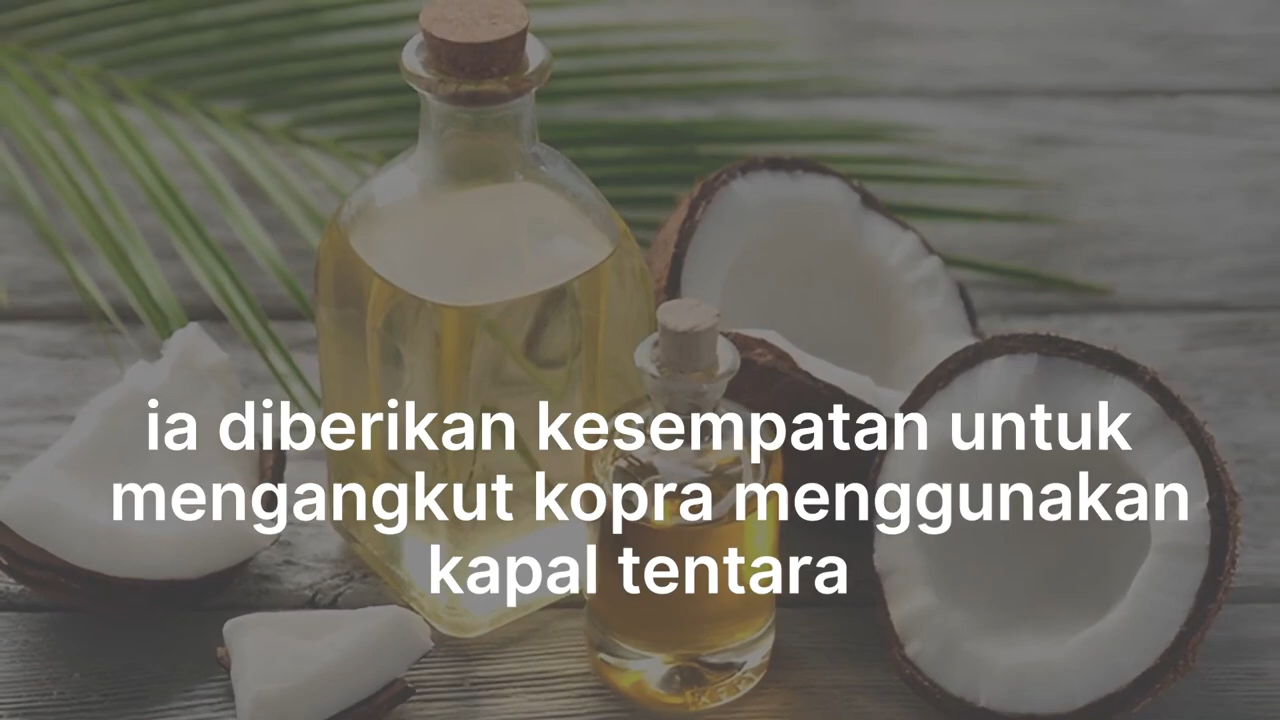 ia diberikan kesempatan untuk
mengangkut kopra menggunakan
kapal tentara